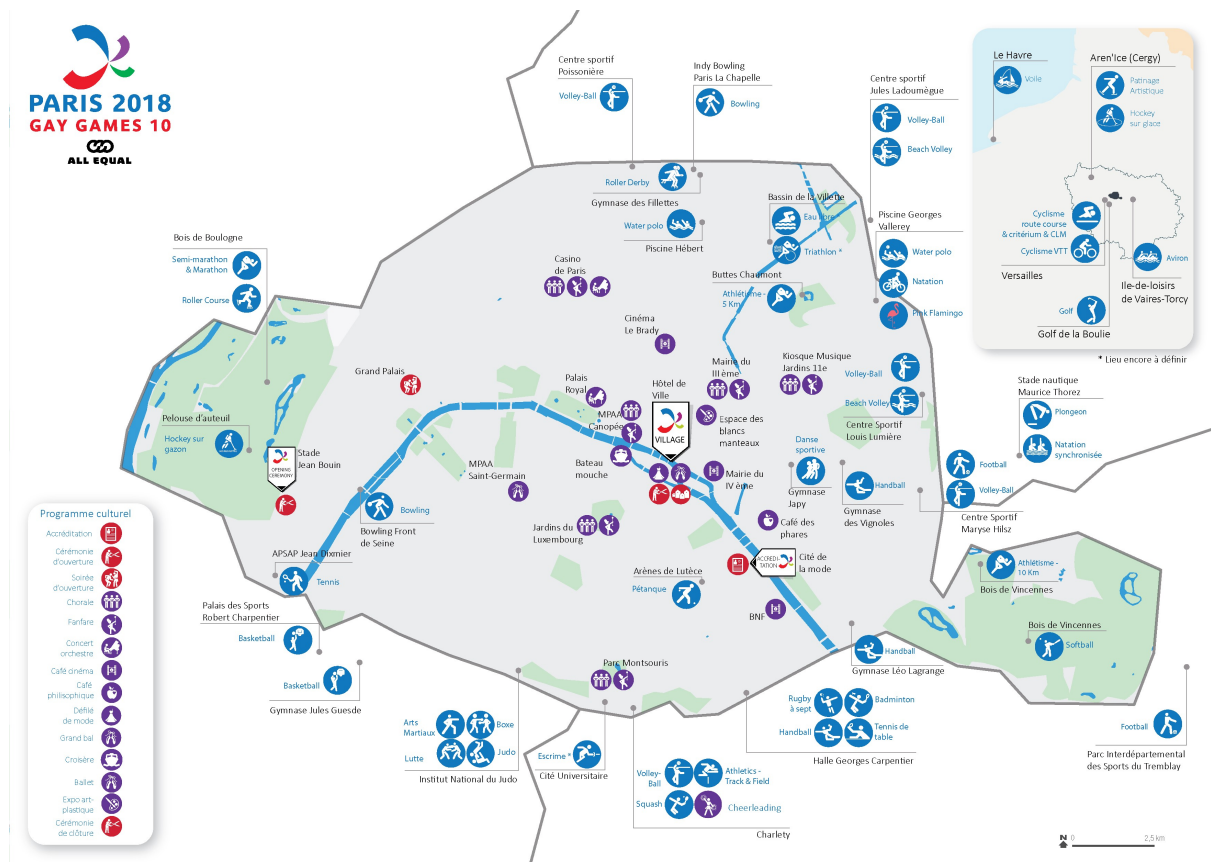 PARIS 2018
GAY GAMES 10
ALL EQUAL
Centre sportif
Poissonière
Volley-Ball
Indy Bowling
Paris La Chapelle
Bowling
Centre sportif
Jules Ladoumègue
Volley-Ball
Beach Volley
Le Havre
Voile
Aren'Ice (Cergy)
Patinage
Artistique
Hockey
sur glace
Cyclisme
route course
& critérium & CLM
Cyclisme VTT
Versailles
Aviron
Ile-de-loisirs
de Vaires-Torcy
Golf
Golf de la Boulie
* Lieu encore à définir
Roller Derby
Gymnase des Fillettes
Water polo
Piscine Hébert
Bassin de la Villette
Eau libre
Triathlon *
Piscine Georges
Vallerey
Water polo
Natation
Pink Flamingo
Bois de Boulogne
Semi-marathon
& Marathon
Roller Course
Casino
de Paris
Buttes Chaumont
Athlétisme -
5 Km
Cinéma
Le Brady
Grand Palais
Palais
Royal
Hôtel de
Ville
Mairie du
III ème
Kiosque Musique
Jardins 11e
Volley-Ball
Beach Volley
Centre Sportif
Louis Lumière
Stade nautique
Maurice Thorez
Plongeon
Natation
synchronisée
Pelouse d'auteuil
Hockey sur
gazon
OPENING
CEREMONY
Stade
Jean Bouin
MPAA
Canopée
VILLAGE
Espace des
blancs
manteaux
MPAA
Saint-Germain
Bateau
mouche
Mairie du
IV ème
Danse
sportive
Gymnase
Japy
Handball
Gymnase
des Vignoles
Football
Volley-Ball
Centre Sportif
Maryse Hilsz
Bowling
Bowling Front
de Seine
Jardins du
Luxembourg
Café des
phares
ACCREDI-
TATION
Cité de
la mode
APSAP Jean Dixmier
Tennis
Arènes de Lutèce
Pétanque
BNF
Athlétisme -
10 Km
Bois de Vincennes
Bois de Vincennes
Softball
Palais des Sports
Robert Charpentier
Basketball
Basketball
Gymnase Jules Guesde
Parc Montsouris
Handball
Gymnase Léo Lagrange
Rugby
à sept
Badminton
Handball
Tennis de
table
Halle Georges Carpentier
Football
Parc Interdépartemental
des Sports du Tremblay
Arts
Martiaux
Boxe
Lutte
Judo
Institut National du Judo
Escrime *
Cité Universitaire
Volley-
Ball
Athletics -
Track & Field
Squash
Cheerleading
Charlety
Programme culturel
Accréditation
Cérémonie
d'ouverture
Soirée
d'ouverture
Chorale
Fanfare
Concert
orchestre
Café cinéma
Café
philisophique
Défilé
de mode
Grand bal
Croisère
Ballet
Expo art-
plastique
Cérémonie
de clôture
N 0 2,5 km